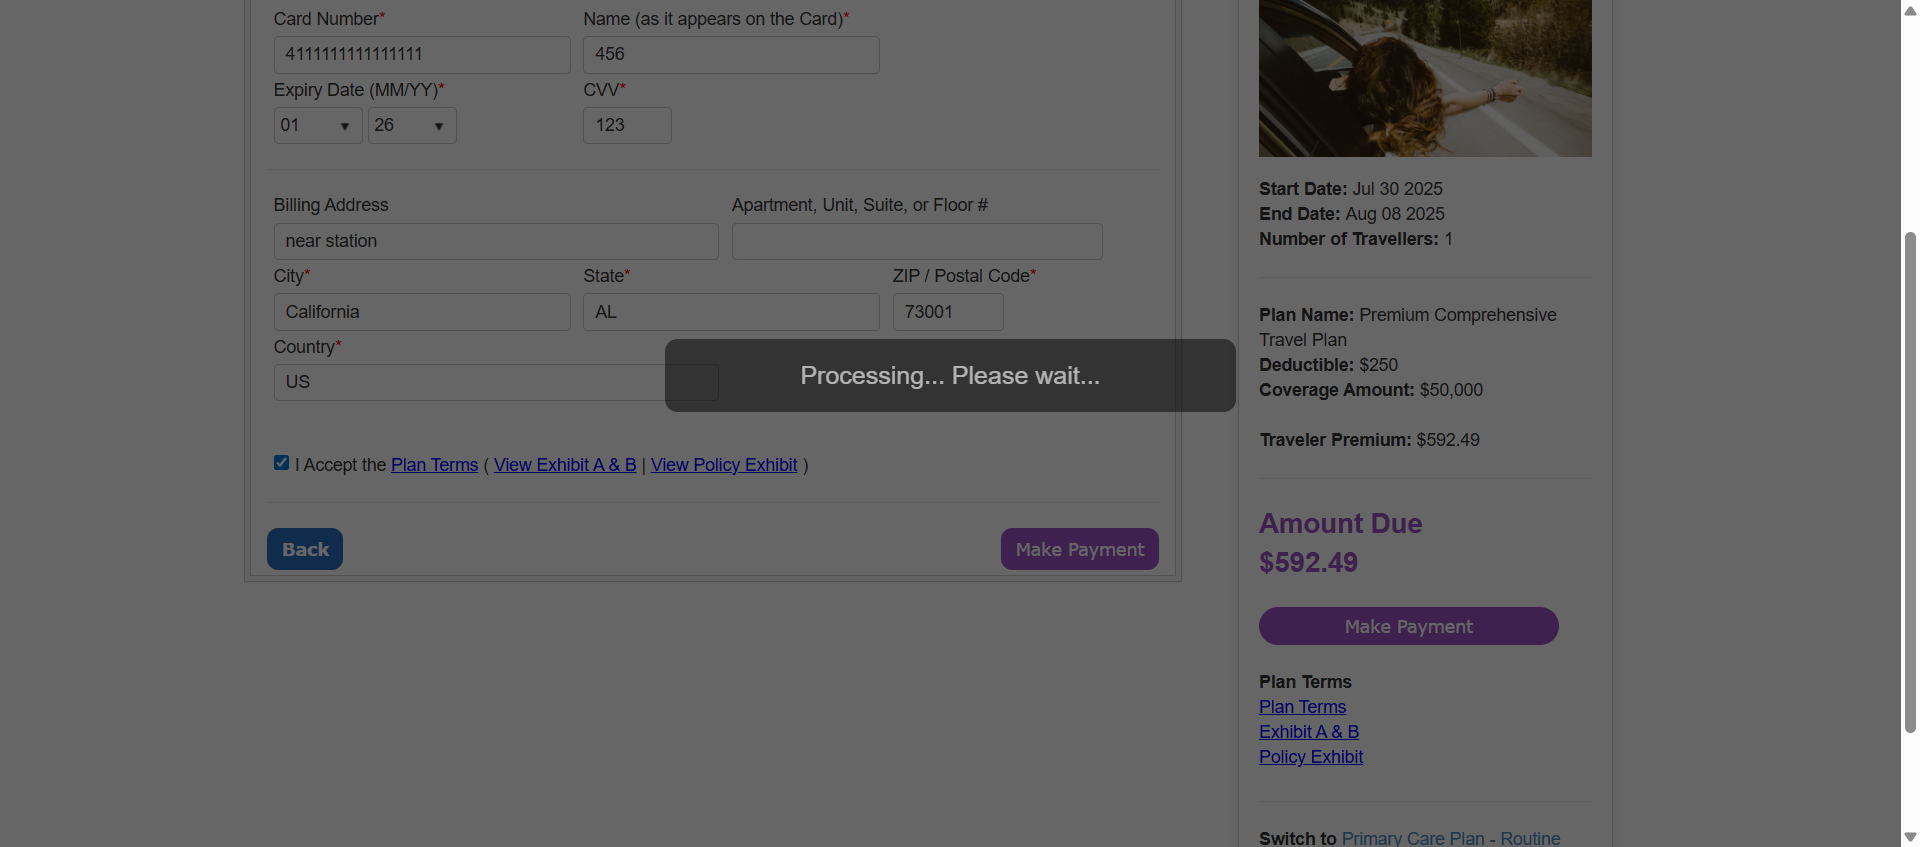 Card Number*
Name (as it appears on the Card)*
4111111111111111
456
Expiry Date (MM/YY)*
CVV*
01
26
123
Billing Address
Apartment, Unit, Suite, or Floor #
near station
City*
State*
ZIP / Postal Code*
California
AL
73001
Country*
US
Processing... Please wait...
I Accept the Plan Terms ( View Exhibit A & B | View Policy Exhibit )
Back
Make Payment
Start Date: Jul 30 2025
End Date: Aug 08 2025
Number of Travellers: 1
Plan Name: Premium Comprehensive
Travel Plan
Deductible: $250
Coverage Amount: $50,000
Traveler Premium: $592.49
Amount Due
$592.49
Make Payment
Plan Terms
Plan Terms
Exhibit A & B
Policy Exhibit
Switch to Primary Care Plan - Routine